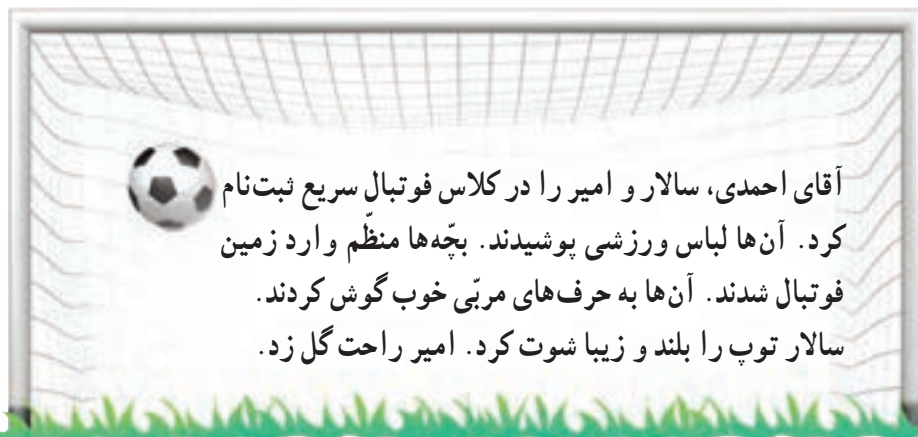 آقای احمدی، سالار و امیر را در کلاس فوتبال سریع ثبت‌نام
کرد. آن‌ها لباس ورزشی پوشیدند. بچّه‌ها منظّم وارد زمین
فوتبال شدند. آن‌ها به حرف‌های مربّی خوب گوش کردند.
سالار توپ را بلند و زیبا شوت کرد. امیر راحت گل زد.